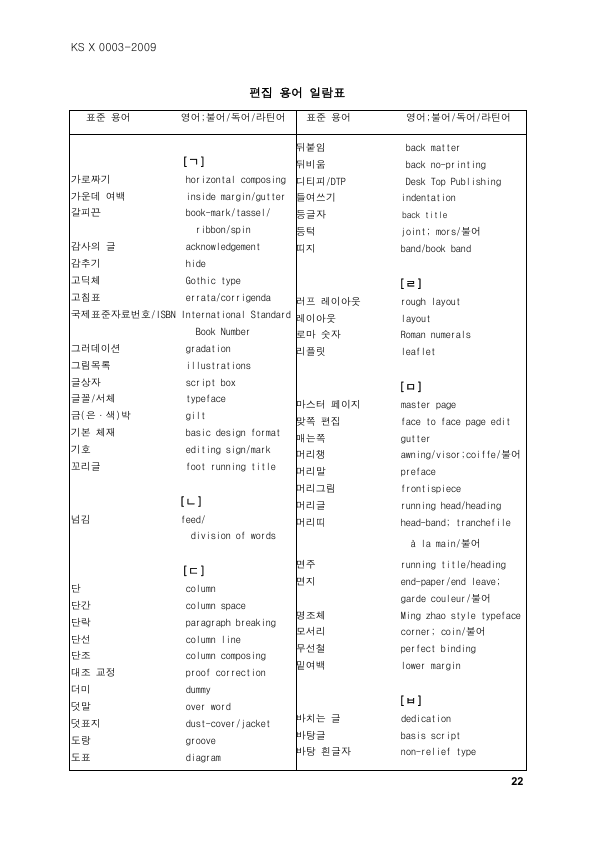 KS X 0003-2009
편집 용어 일람표
표준 용어 영어;불어/독어/라틴어
[ㄱ]
가로짜기 horizontal composing
가운데 여백 inside margin/gutter
갈피끈 book-mark/tassel/
ribbon/spin
감사의 글 acknowledgement
감추기 hide
고딕체 Gothic type
고침표 errata/corrigenda
국제표준자료번호/ISBN International Standard
Book Number
그러데이션 gradation
그림목록 illustrations
글상자 script box
글꼴/서체 typeface
금(은·색)박 gilt
기본 체재 basic design format
기호 editing sign/mark
꼬리글 foot running title
[ㄴ]
넘김 feed/
division of words
[ㄷ]
단 column
단간 column space
단락 paragraph breaking
단선 column line
단조 column composing
대조 교정 proof correction
더미 dummy
덧말 over word
덧표지 dust-cover/jacket
도랑 groove
도표 diagram
표준 용어 영어;불어/독어/라틴어
뒤붙임 back matter
뒤비움 back no-printing
디티피/DTP Desk Top Publishing
들여쓰기 indentation
등글자 back title
등턱 joint; mors/불어
띠지 band/book band
[ㄹ]
러프 레이아웃 rough layout
레이아웃 layout
로마 숫자 Roman numerals
리플릿 leaflet
[ㅁ]
마스터 페이지 master page
맞쪽 편집 face to face page edit
매는쪽 gutter
머리챙 awning/visor;coiffe/불어
머리말 preface
머리그림 frontispiece
머리글 running head/heading
머리띠 head-band; tranchefile
à la main/불어
면주 running title/heading
면지 end-paper/end leave;
garde couleur/불어
명조체 Ming zhao style typeface
모서리 corner; coin/불어
무선철 perfect binding
밑여백 lower margin
[ㅂ]
바치는 글 dedication
바탕글 basis script
바탕 흰글자 non-relief type
22